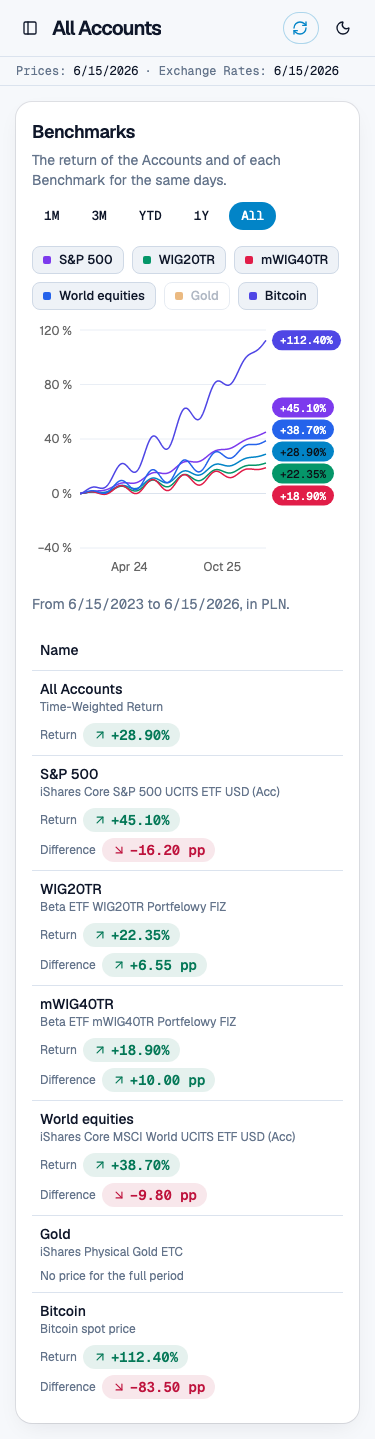 All Accounts
Prices: 6/15/2026 · Exchange Rates: 6/15/2026
Benchmarks
The return of the Accounts and of each
Benchmark for the same days.
1M 3M YTD 1Y All
S&P 500 WIG20TR mWIG40TR
World equities Gold Bitcoin
120 %
80 %
40 %
0 %
−40 %
+112.40%
+45.10%
+38.70%
+28.90%
+22.35%
+18.90%
Apr 24 Oct 25
From 6/15/2023 to 6/15/2026, in PLN.
Name
All Accounts
Time-Weighted Return
Return +28.90%
S&P 500
iShares Core S&P 500 UCITS ETF USD (Acc)
Return +45.10%
Difference −16.20 pp
WIG20TR
Beta ETF WIG20TR Portfelowy FIZ
Return +22.35%
Difference +6.55 pp
mWIG40TR
Beta ETF mWIG40TR Portfelowy FIZ
Return +18.90%
Difference +10.00 pp
World equities
iShares Core MSCI World UCITS ETF USD (Acc)
Return +38.70%
Difference −9.80 pp
Gold
iShares Physical Gold ETC
No price for the full period
Bitcoin
Bitcoin spot price
Return +112.40%
Difference −83.50 pp